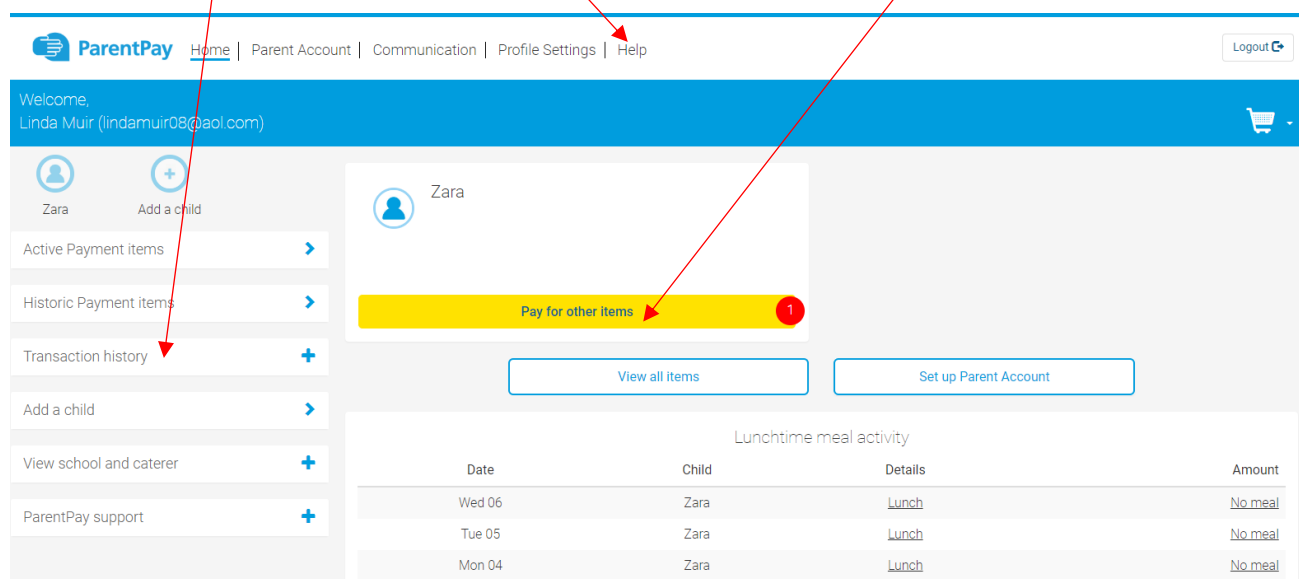 ParentPay Home | Parent Account | Communication | Profile Settings | Help
Logout
Welcome,
Linda Muir (lindamuir08@aol.com)
Zara
Add a child
Active Payment items
Historic Payment items
Transaction history
Add a child
View school and caterer
ParentPay support
Zara
Pay for other items
1
View all items
Set up Parent Account
Lunchtime meal activity
Date Child Details Amount
Wed 06 Zara Lunch No meal
Tue 05 Zara Lunch No meal
Mon 04 Zara Lunch No meal